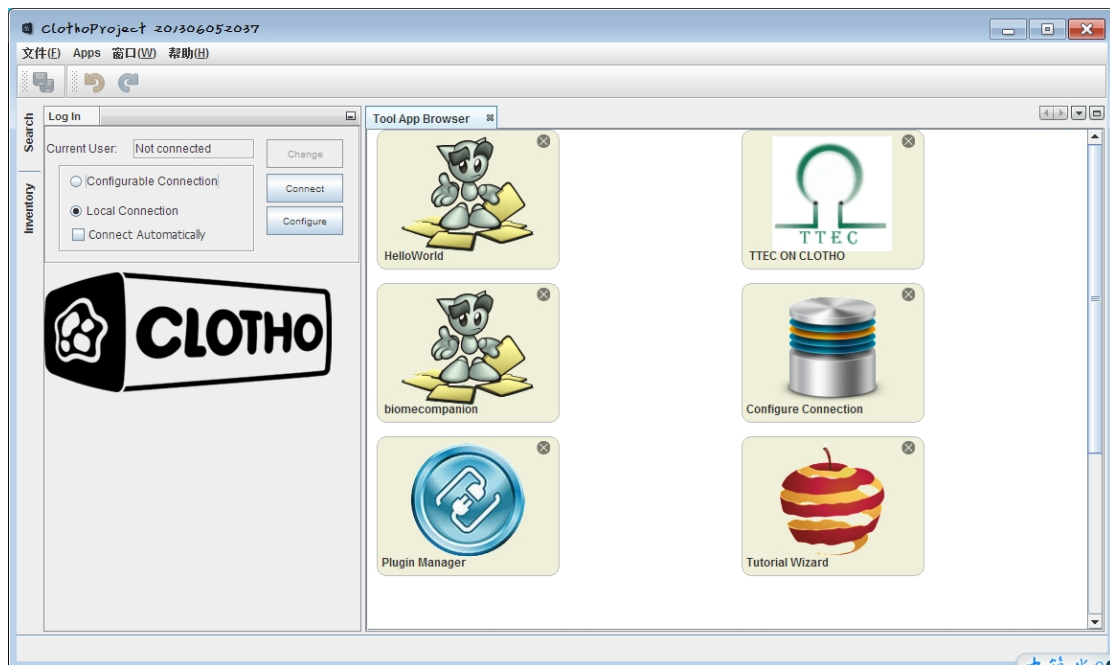 ClothoProject 201306052037
文件(F) Apps 窗口(W) 帮助(H)
Search
Inventory
Log In
Current User: Not connected
Change
Configurable Connection
Connect
Local Connection
Configure
Connect Automatically
CLOTHO
Tool App Browser
HelloWorld
TTEC
TTEC ON CLOTHO
biomecompanion
Configure Connection
Plugin Manager
Tutorial Wizard